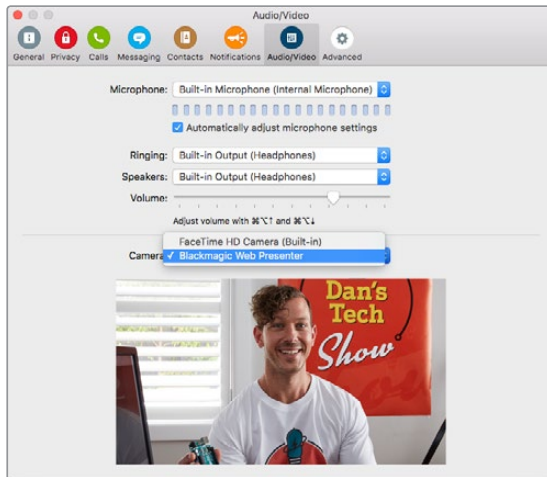 Audio/Video
General Privacy Calls Messaging Contacts Notifications Audio/Video Advanced
Microphone: Built-in Microphone (Internal Microphone)
Automatically adjust microphone settings
Ringing: Built-in Output (Headphones)
Speakers: Built-in Output (Headphones)
Volume:
Adjust volume with ⌘⌥↑ and ⌘⌥↓
FaceTime HD Camera (Built-in)
Camera ✓ Blackmagic Web Presenter
Dan's
Tech
Show